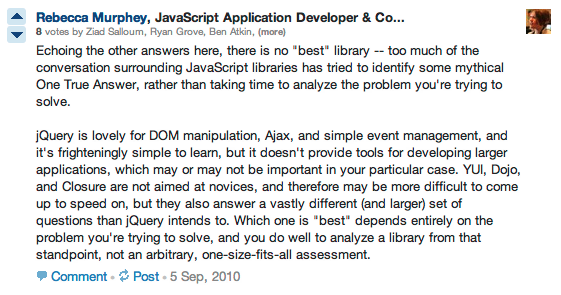 Rebecca Murphey, JavaScript Application Developer & Co...
8 votes by Ziad Salloum, Ryan Grove, Ben Atkin, (more)
Echoing the other answers here, there is no "best" library -- too much of the
conversation surrounding JavaScript libraries has tried to identify some mythical
One True Answer, rather than taking time to analyze the problem you're trying to
solve.
jQuery is lovely for DOM manipulation, Ajax, and simple event management, and
it's frighteningly simple to learn, but it doesn't provide tools for developing larger
applications, which may or may not be important in your particular case. YUI, Dojo,
and Closure are not aimed at novices, and therefore may be more difficult to come
up to speed on, but they also answer a vastly different (and larger) set of
questions than jQuery intends to. Which one is "best" depends entirely on the
problem you're trying to solve, and you do well to analyze a library from that
standpoint, not an arbitrary, one-size-fits-all assessment.
Comment • Post • 5 Sep, 2010